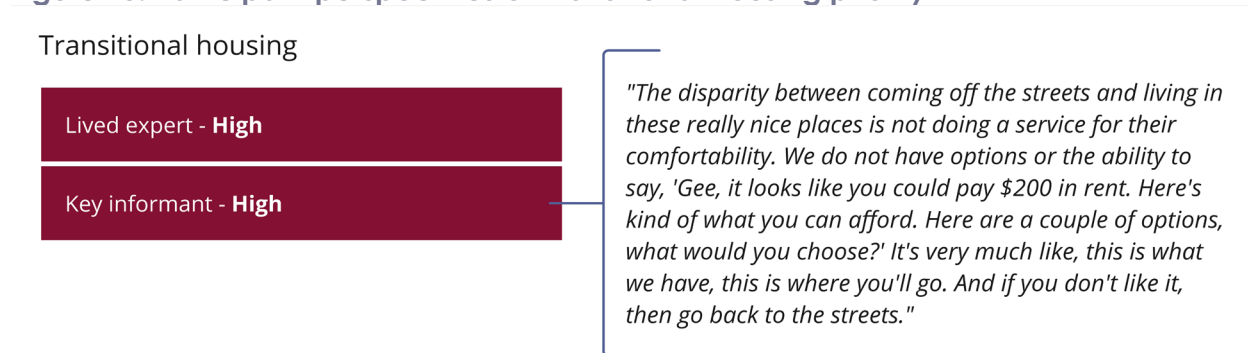 Transitional housing
Lived expert - High
Key informant - High
"The disparity between coming off the streets and living in
these really nice places is not doing a service for their
comfortability. We do not have options or the ability to
say, 'Gee, it looks like you could pay $200 in rent. Here's
kind of what you can afford. Here are a couple of options,
what would you choose?' It's very much like, this is what
we have, this is where you'll go. And if you don't like it,
then go back to the streets."